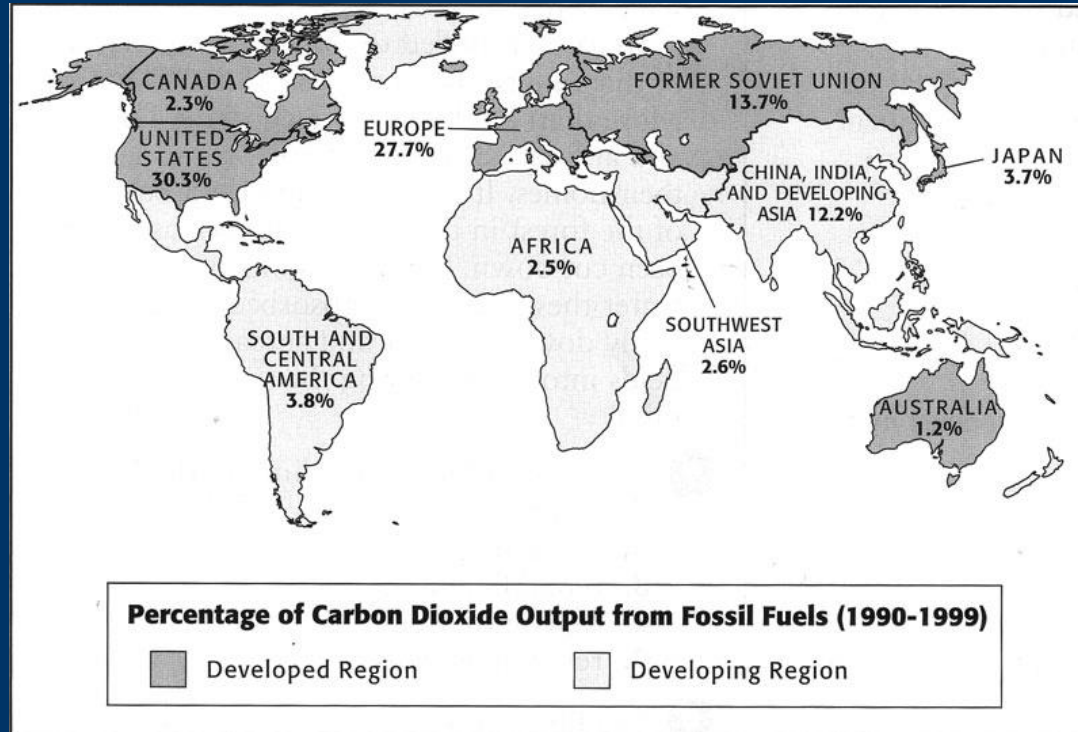 CANADA
2.3%
UNITED
STATES
30.3%
EUROPE
27.7%
FORMER SOVIET UNION
13.7%
CHINA, INDIA,
AND DEVELOPING
ASIA 12.2%
JAPAN
3.7%
AFRICA
2.5%
SOUTHWEST
ASIA
2.6%
SOUTH AND
CENTRAL
AMERICA
3.8%
AUSTRALIA
1.2%
Percentage of Carbon Dioxide Output from Fossil Fuels (1990-1999)
Developed Region
Developing Region